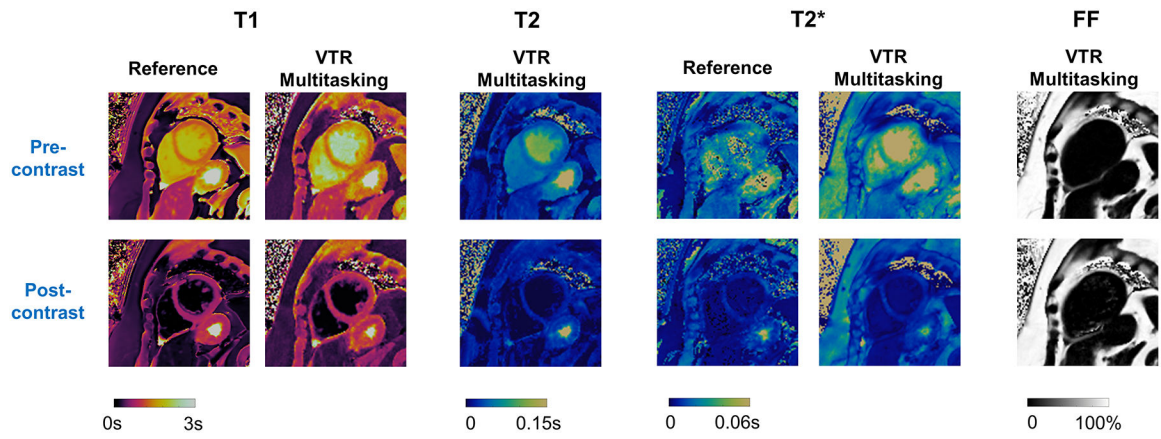 T1 T2 T2* FF
Reference VTR Multitasking VTR Multitasking Reference VTR Multitasking VTR Multitasking
Pre-
contrast
Post-
contrast
0s 3s 0 0.15s 0 0.06s 0 100%